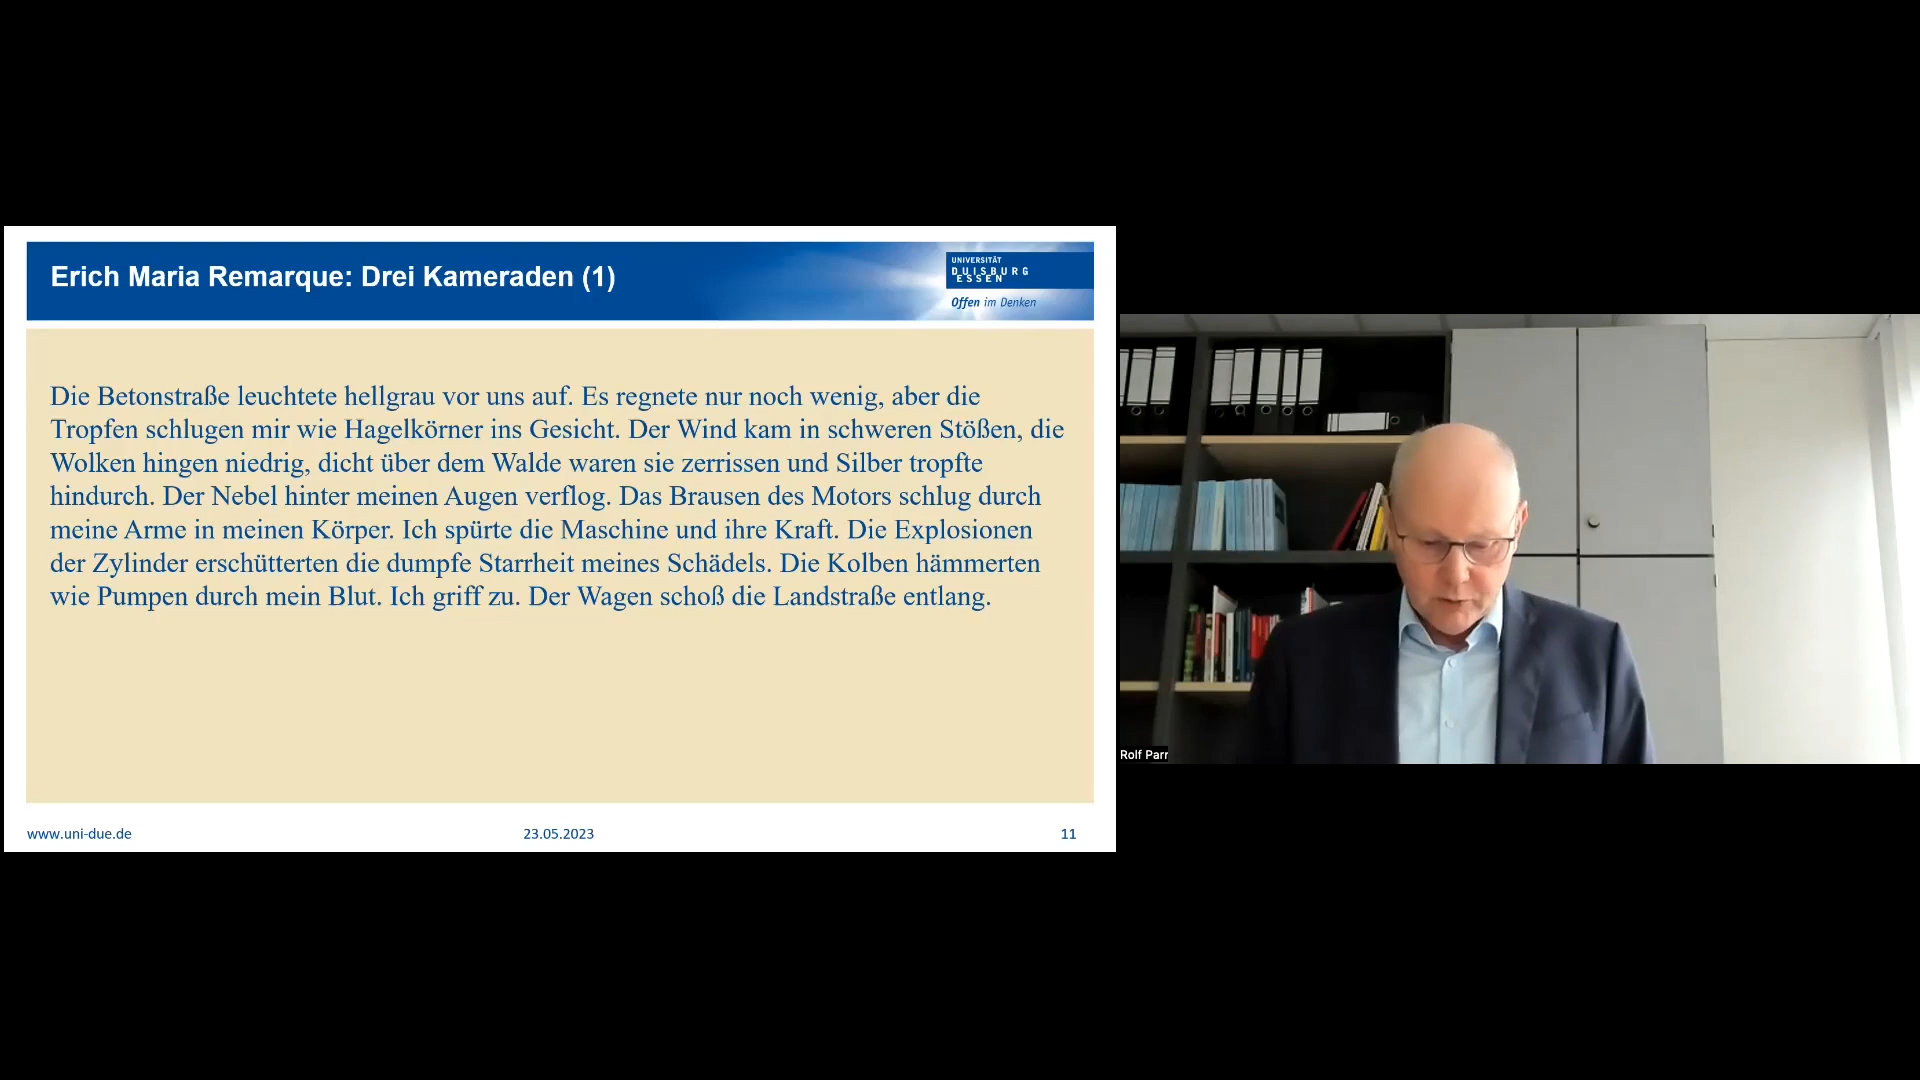 Erich Maria Remarque: Drei Kameraden (1)
UNIVERSITÄT
DUISBURG
ESSEN
Offen im Denken
Die Betonstraße leuchtete hellgrau vor uns auf. Es regnete nur noch wenig, aber die
Tropfen schlugen mir wie Hagelkörner ins Gesicht. Der Wind kam in schweren Stößen, die
Wolken hingen niedrig, dicht über dem Walde waren sie zerrissen und Silber tropfte
hindurch. Der Nebel hinter meinen Augen verflog. Das Brausen des Motors schlug durch
meine Arme in meinen Körper. Ich spürte die Maschine und ihre Kraft. Die Explosionen
der Zylinder erschütterten die dumpfe Starrheit meines Schädels. Die Kolben hämmerten
wie Pumpen durch mein Blut. Ich griff zu. Der Wagen schoß die Landstraße entlang.
www.uni-due.de
23.05.2023
11
Rolf Parr